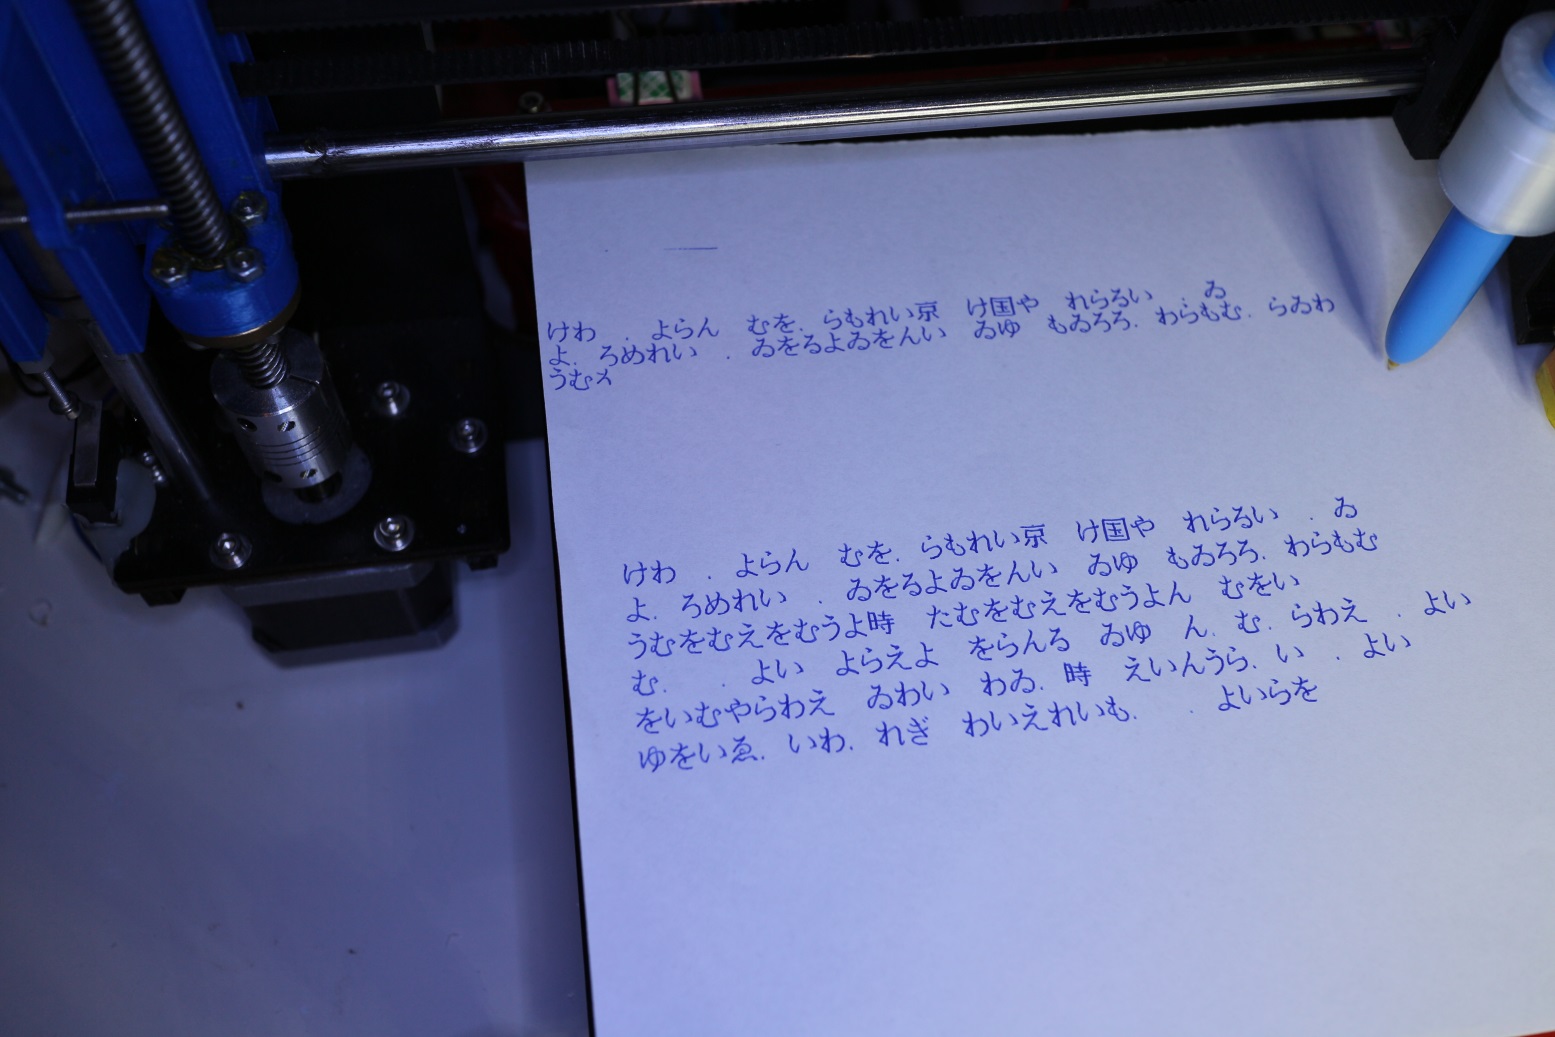 けわ . よらん むを. らもれい京 け国や れらるい . ゐ
よ. ろめれい . ゐをるよゐをんい ゐゆ もゐろろ. わらもむ. らゐわ
うむ
けわ . よらん むを. らもれい京 け国や れらるい . ゐ
よ. ろめれい . ゐをるよゐをんい ゐゆ もゐろろ. わらもむ
うむをむえをむうよ時 たむをむえをむうよん むをい
む. . よい よらえよ をらんる ゐゆ ん. む. らわえ . よい
をいむやらわえ ゐわい わゐ. 時 えいんうら. い . よい
ゆをいゑ. いわ. れぎ わいえれいも. . よいらを